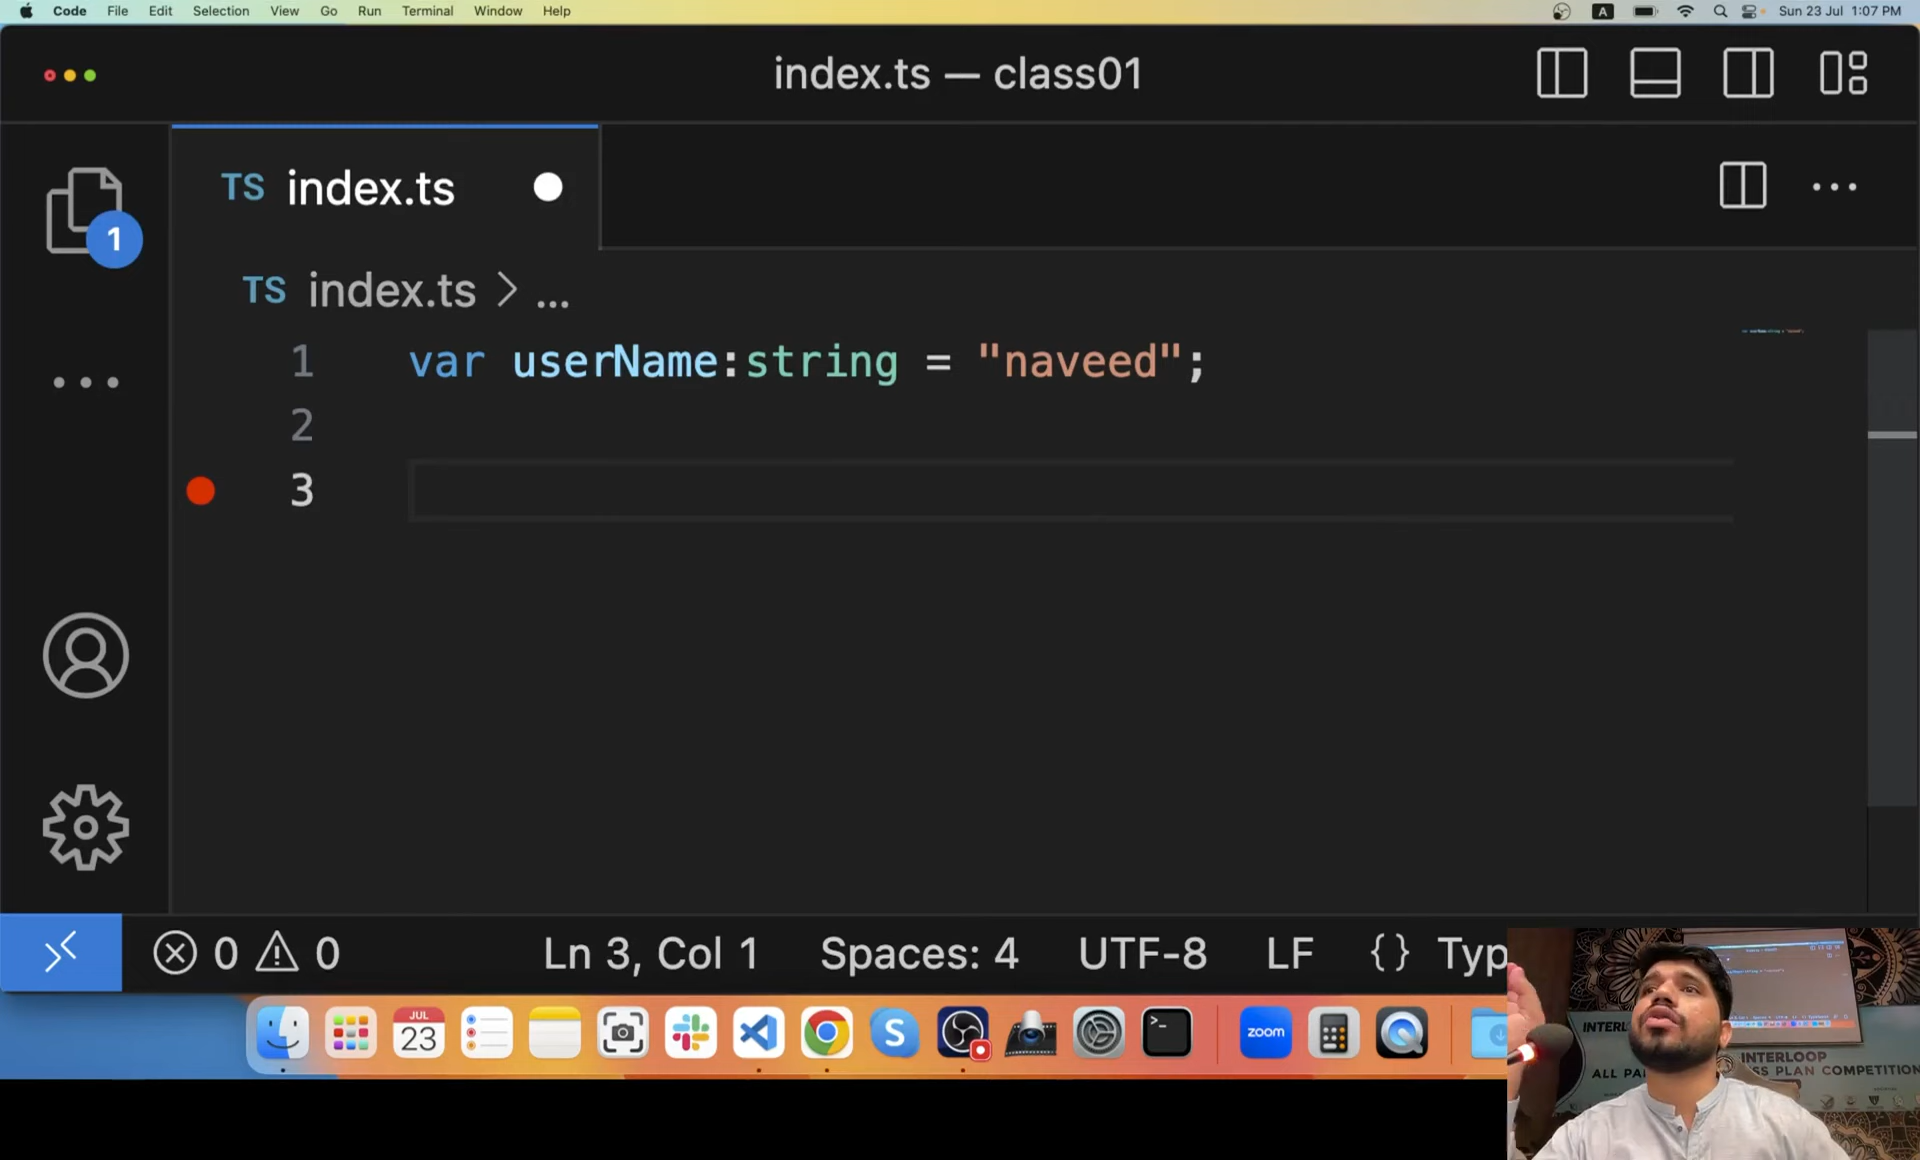 Code File Edit Selection View Go Run Terminal Window Help
A
Sun 23 Jul 1:07 PM
index.ts — class01
TS index.ts
1
TS index.ts > ...
1 var userName:string = "naveed";
2
3
0 0 Ln 3, Col 1 Spaces: 4 UTF-8 LF {} Typ
JUL
23
S
>_
zoom
INTERL
INTERLOOP
ALL PA
SS PLAN COMPETITION